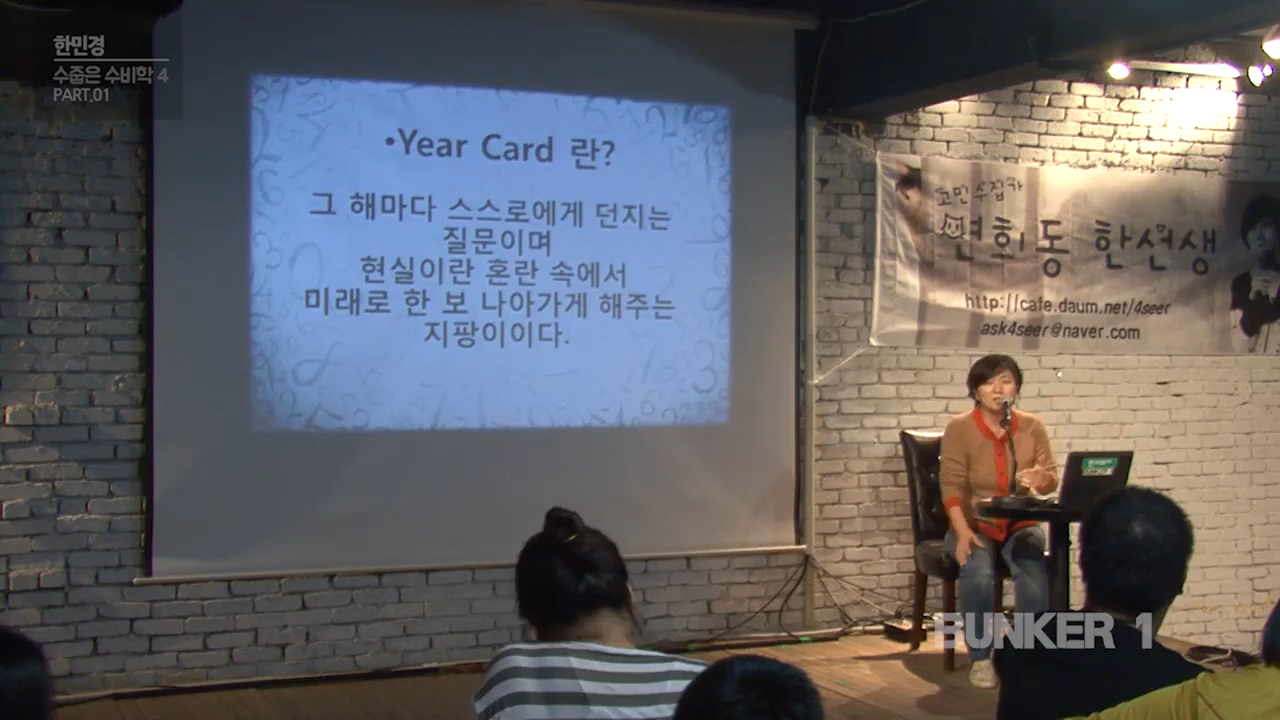 한민경
수줍은 수비학 4
PART.01
•Year Card 란?
그 해마다 스스로에게 던지는
질문이며
현실이란 혼란 속에서
미래로 한 보 나아가게 해주는
지팡이이다.
고민수집가
연희동 한선생
http://cafe.daum.net/4seer
ask4seer@naver.com
BUNKER 1